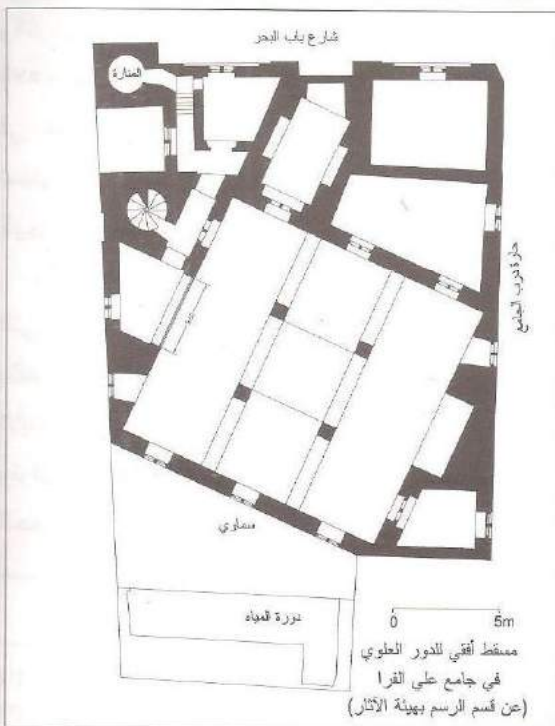 شارع باب البحر
المنارة
حارة درب الجامع
سماوي
دورة المياه
0 5m
مسقط أفقي للدور العلوي
في جامع علي الفرا
(عن قسم الرسم بهيئة الآثار)